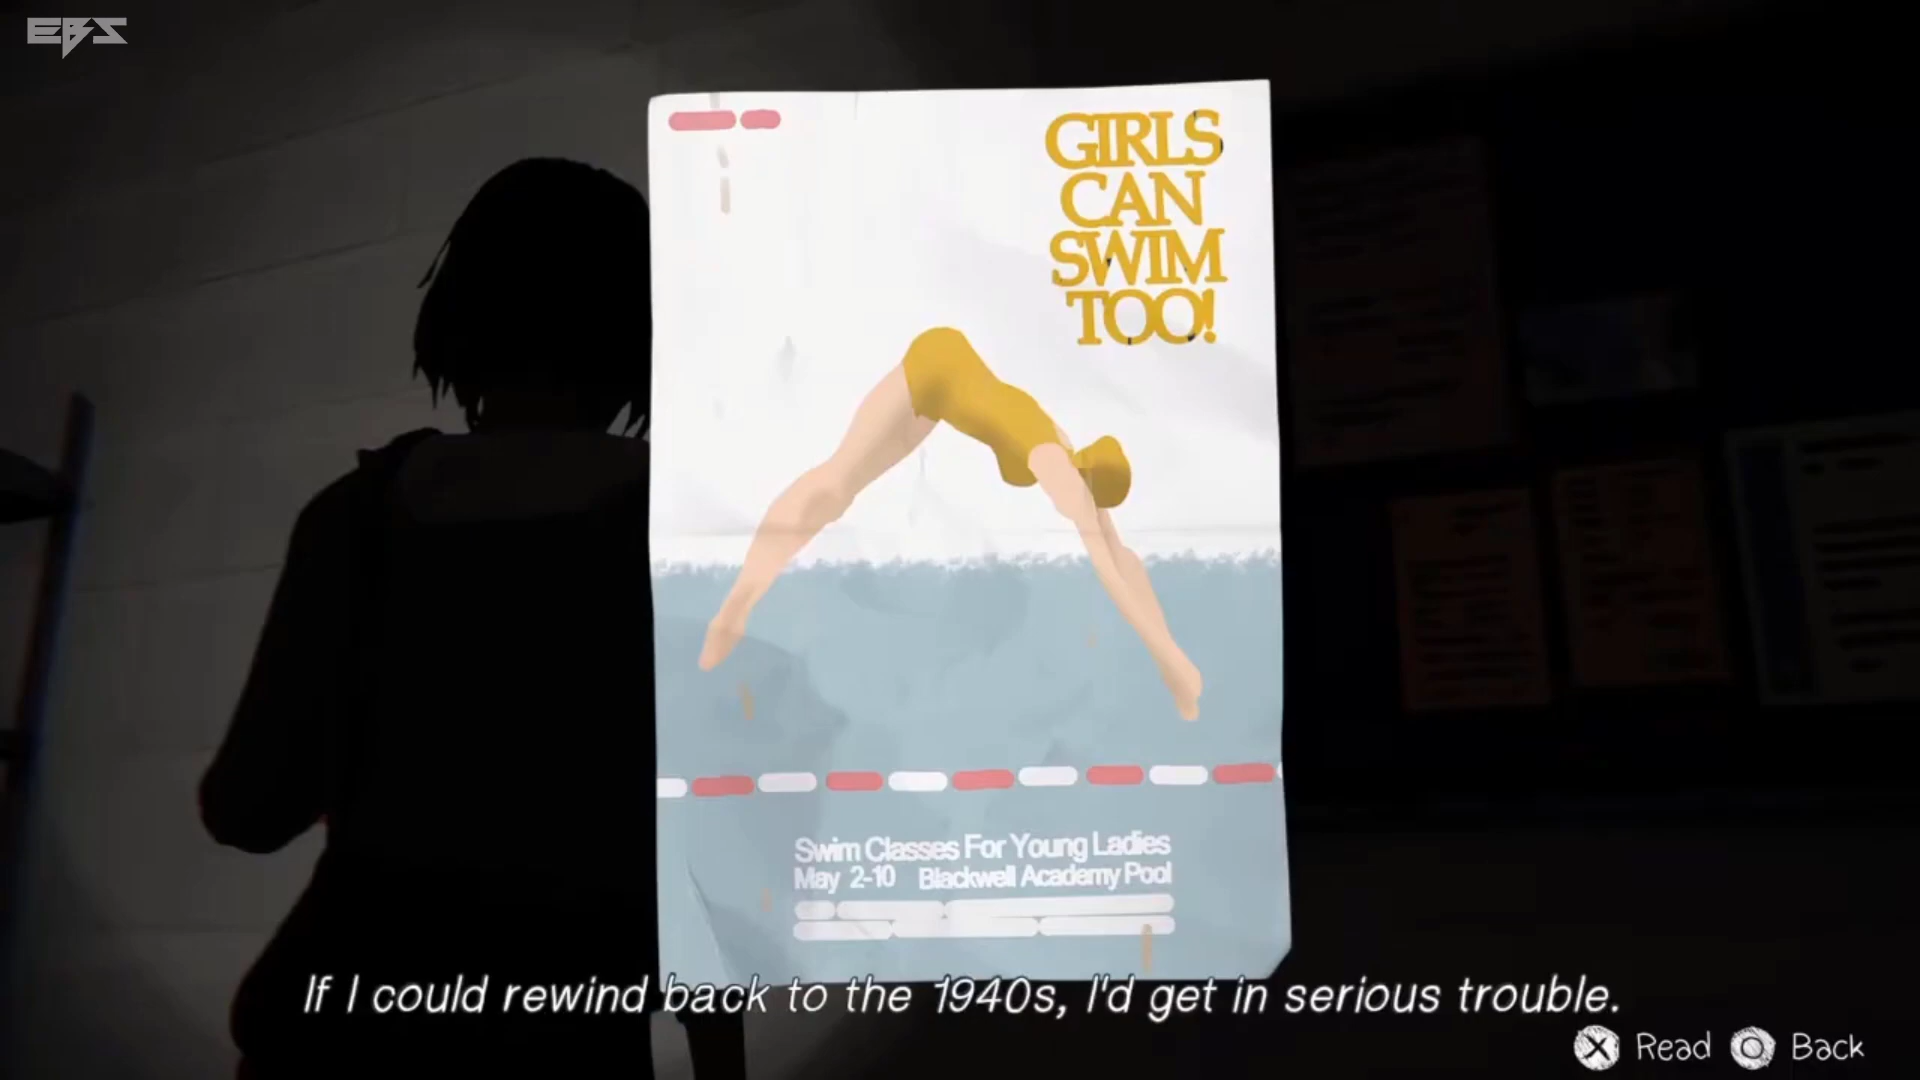 EBS
GIRLS
CAN
SWIM
TOO!
Swim Classes For Young Ladies
May 2-10 Blackwell Academy Pool
If I could rewind back to the 1940s, I'd get in serious trouble.
X Read O Back